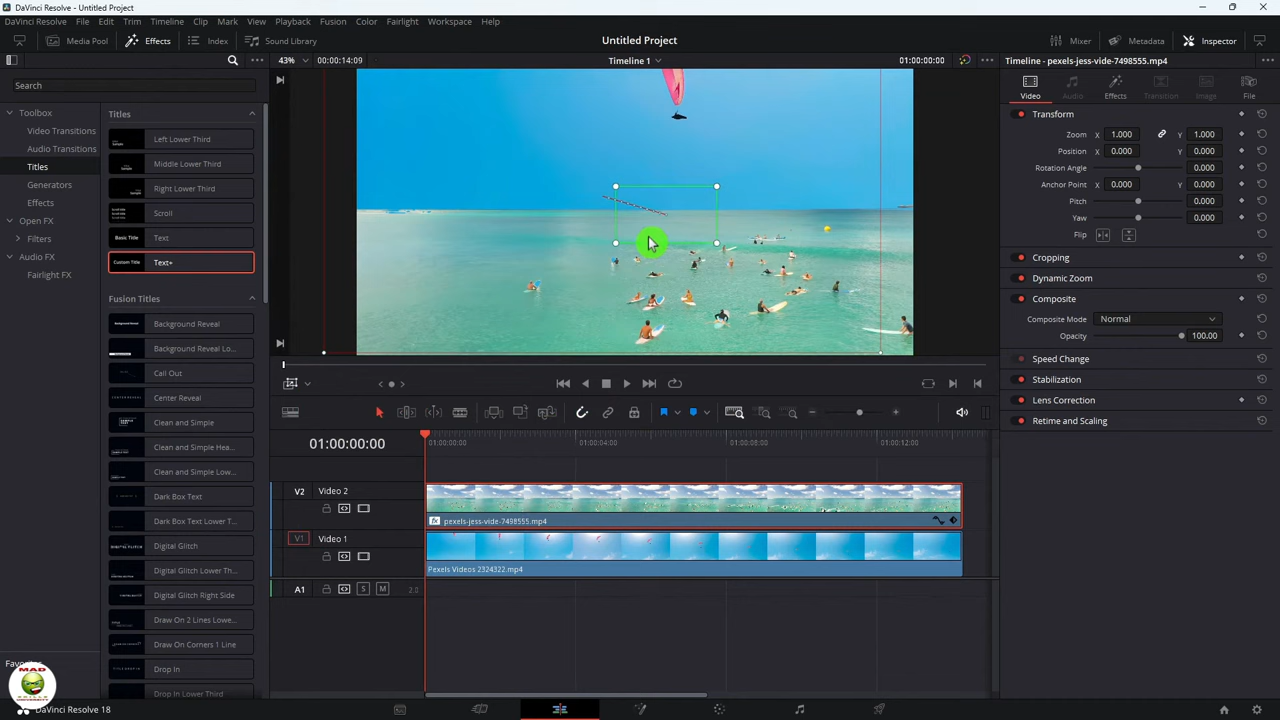 DaVinci Resolve - Untitled Project
DaVinci Resolve File Edit Trim Timeline Clip Mark View Playback Fusion Color Fairlight Workspace Help
Media Pool Effects Index Sound Library Untitled Project Mixer Metadata Inspector
43% 00:00:14:09 Timeline 1 01:00:00:00 Timeline - pexels-jess-vide-7498555.mp4
Search
Video Audio Effects Transition Image File
Toolbox
Video Transitions
Audio Transitions
Titles
Generators
Effects
Open FX
Filters
Audio FX
Fairlight FX
Favorites
Titles
Left Lower Third
Middle Lower Third
Right Lower Third
Scroll
Basic Title Text
Custom Title Text+
Fusion Titles
Background Reveal
Background Reveal Lo...
Call Out
Center Reveal
Clean and Simple
Clean and Simple Hea...
Clean and Simple Low...
Dark Box Text
Dark Box Text Lower T...
Digital Glitch
Digital Glitch Lower Th...
Digital Glitch Right Side
Draw On 2 Lines Lowe...
Draw On Corners 1 Line
Drop In
Drop In Lower Third
Transform
Zoom X 1.000 Y 1.000
Position X 0.000 Y 0.000
Rotation Angle 0.000
Anchor Point X 0.000 Y 0.000
Pitch 0.000
Yaw 0.000
Flip
Cropping
Dynamic Zoom
Composite
Composite Mode Normal
Opacity 100.00
Speed Change
Stabilization
Lens Correction
Retime and Scaling
01:00:00:00 01:00:00:00 01:00:04:00 01:00:08:00 01:00:12:00
V2 Video 2
pexels-jess-vide-7498555.mp4
V1 Video 1
Pexels Videos 2324322.mp4
A1 S M 2.0
MAD
DaVinci Resolve 18